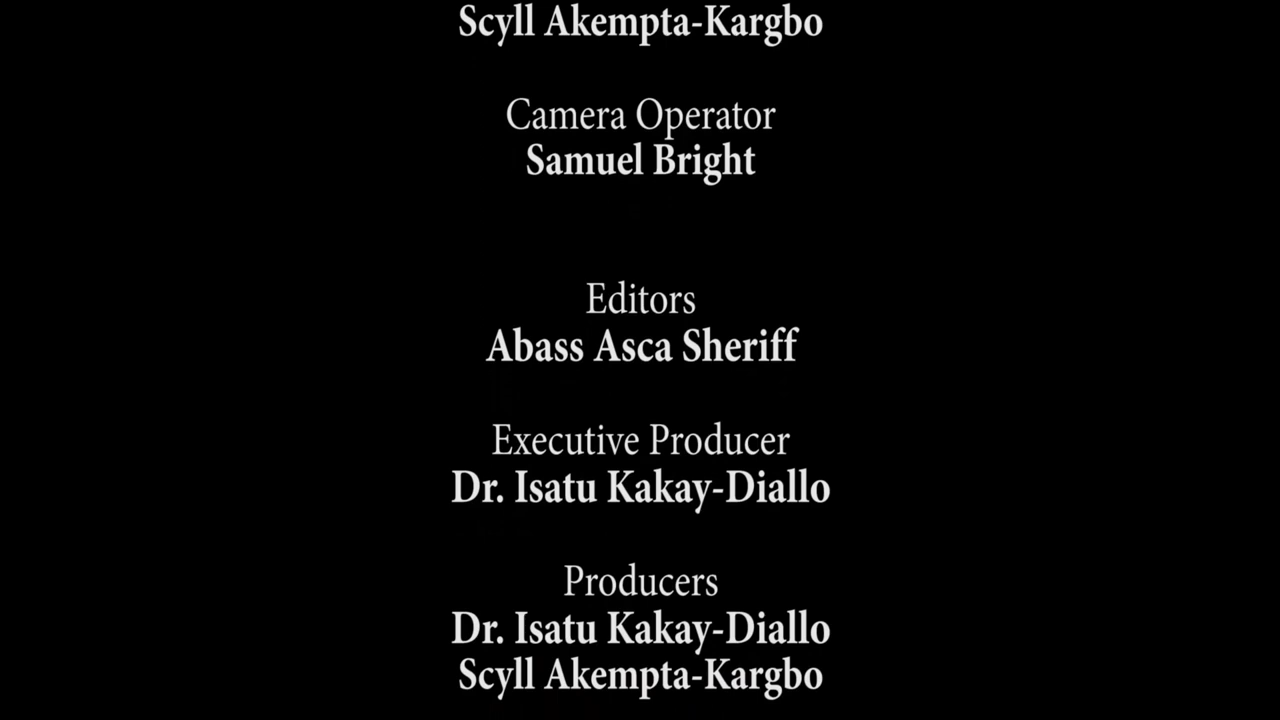 Scyll Akempta-Kargbo
Camera Operator
Samuel Bright
Editors
Abass Asca Sheriff
Executive Producer
Dr. Isatu Kakay-Diallo
Producers
Dr. Isatu Kakay-Diallo
Scyll Akempta-Kargbo